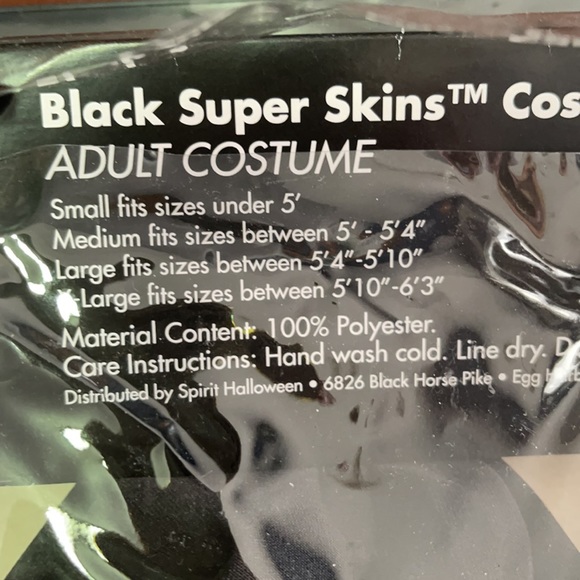 Black Super Skins™ Cos
ADULT COSTUME
Small fits sizes under 5'
Medium fits sizes between 5' - 5'4"
Large fits sizes between 5'4"-5'10"
-Large fits sizes between 5'10"-6'3"
Material Content: 100% Polyester.
Care Instructions: Hand wash cold. Line dry. D
Distributed by Spirit Halloween • 6826 Black Horse Pike • Egg